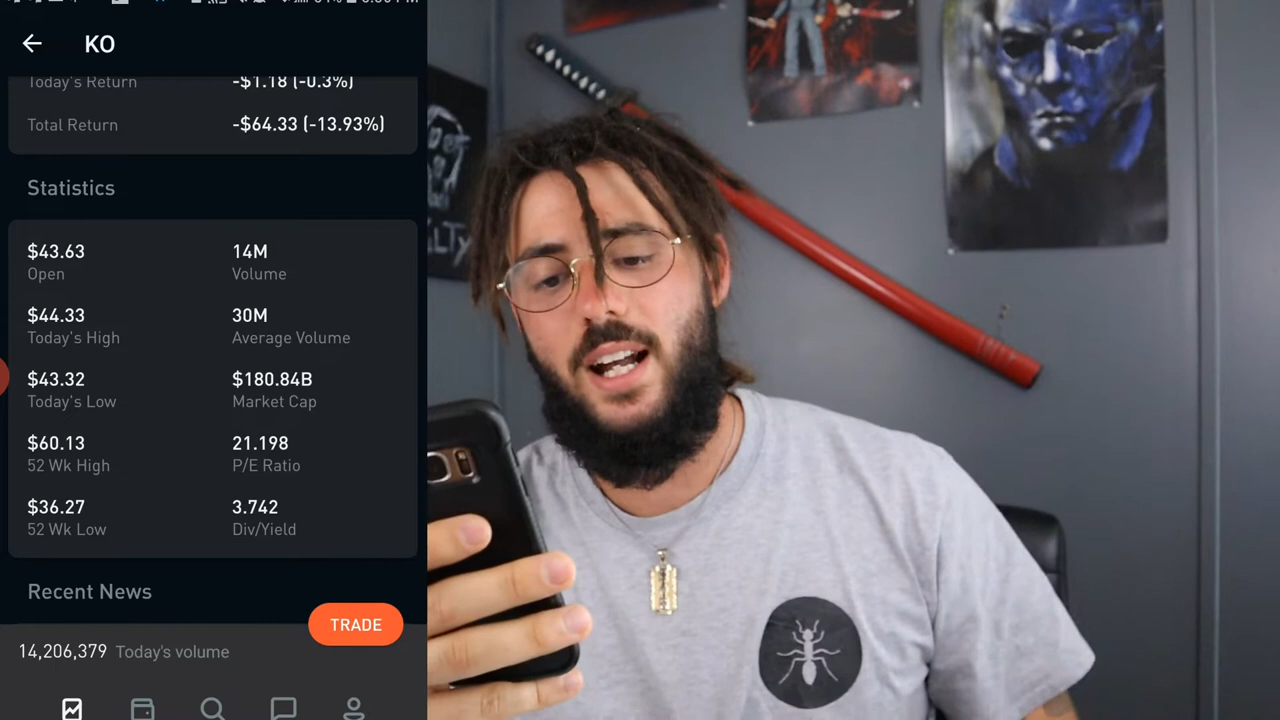 KO
Today's Return -$1.18 (-0.3%)
Total Return -$64.33 (-13.93%)
Statistics
$43.63 14M
Open Volume
$44.33 30M
Today's High Average Volume
$43.32 $180.84B
Today's Low Market Cap
$60.13 21.198
52 Wk High P/E Ratio
$36.27 3.742
52 Wk Low Div/Yield
Recent News
TRADE
14,206,379 Today's volume